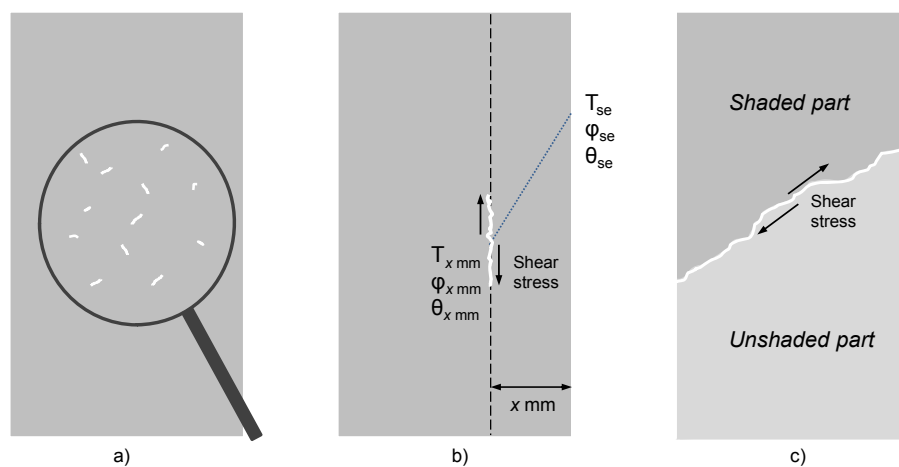 T_se
φ_se
θ_se
T_x mm
φ_x mm
θ_x mm
Shear
stress
x mm
Shaded part
Shear
stress
Unshaded part
a)
b)
c)